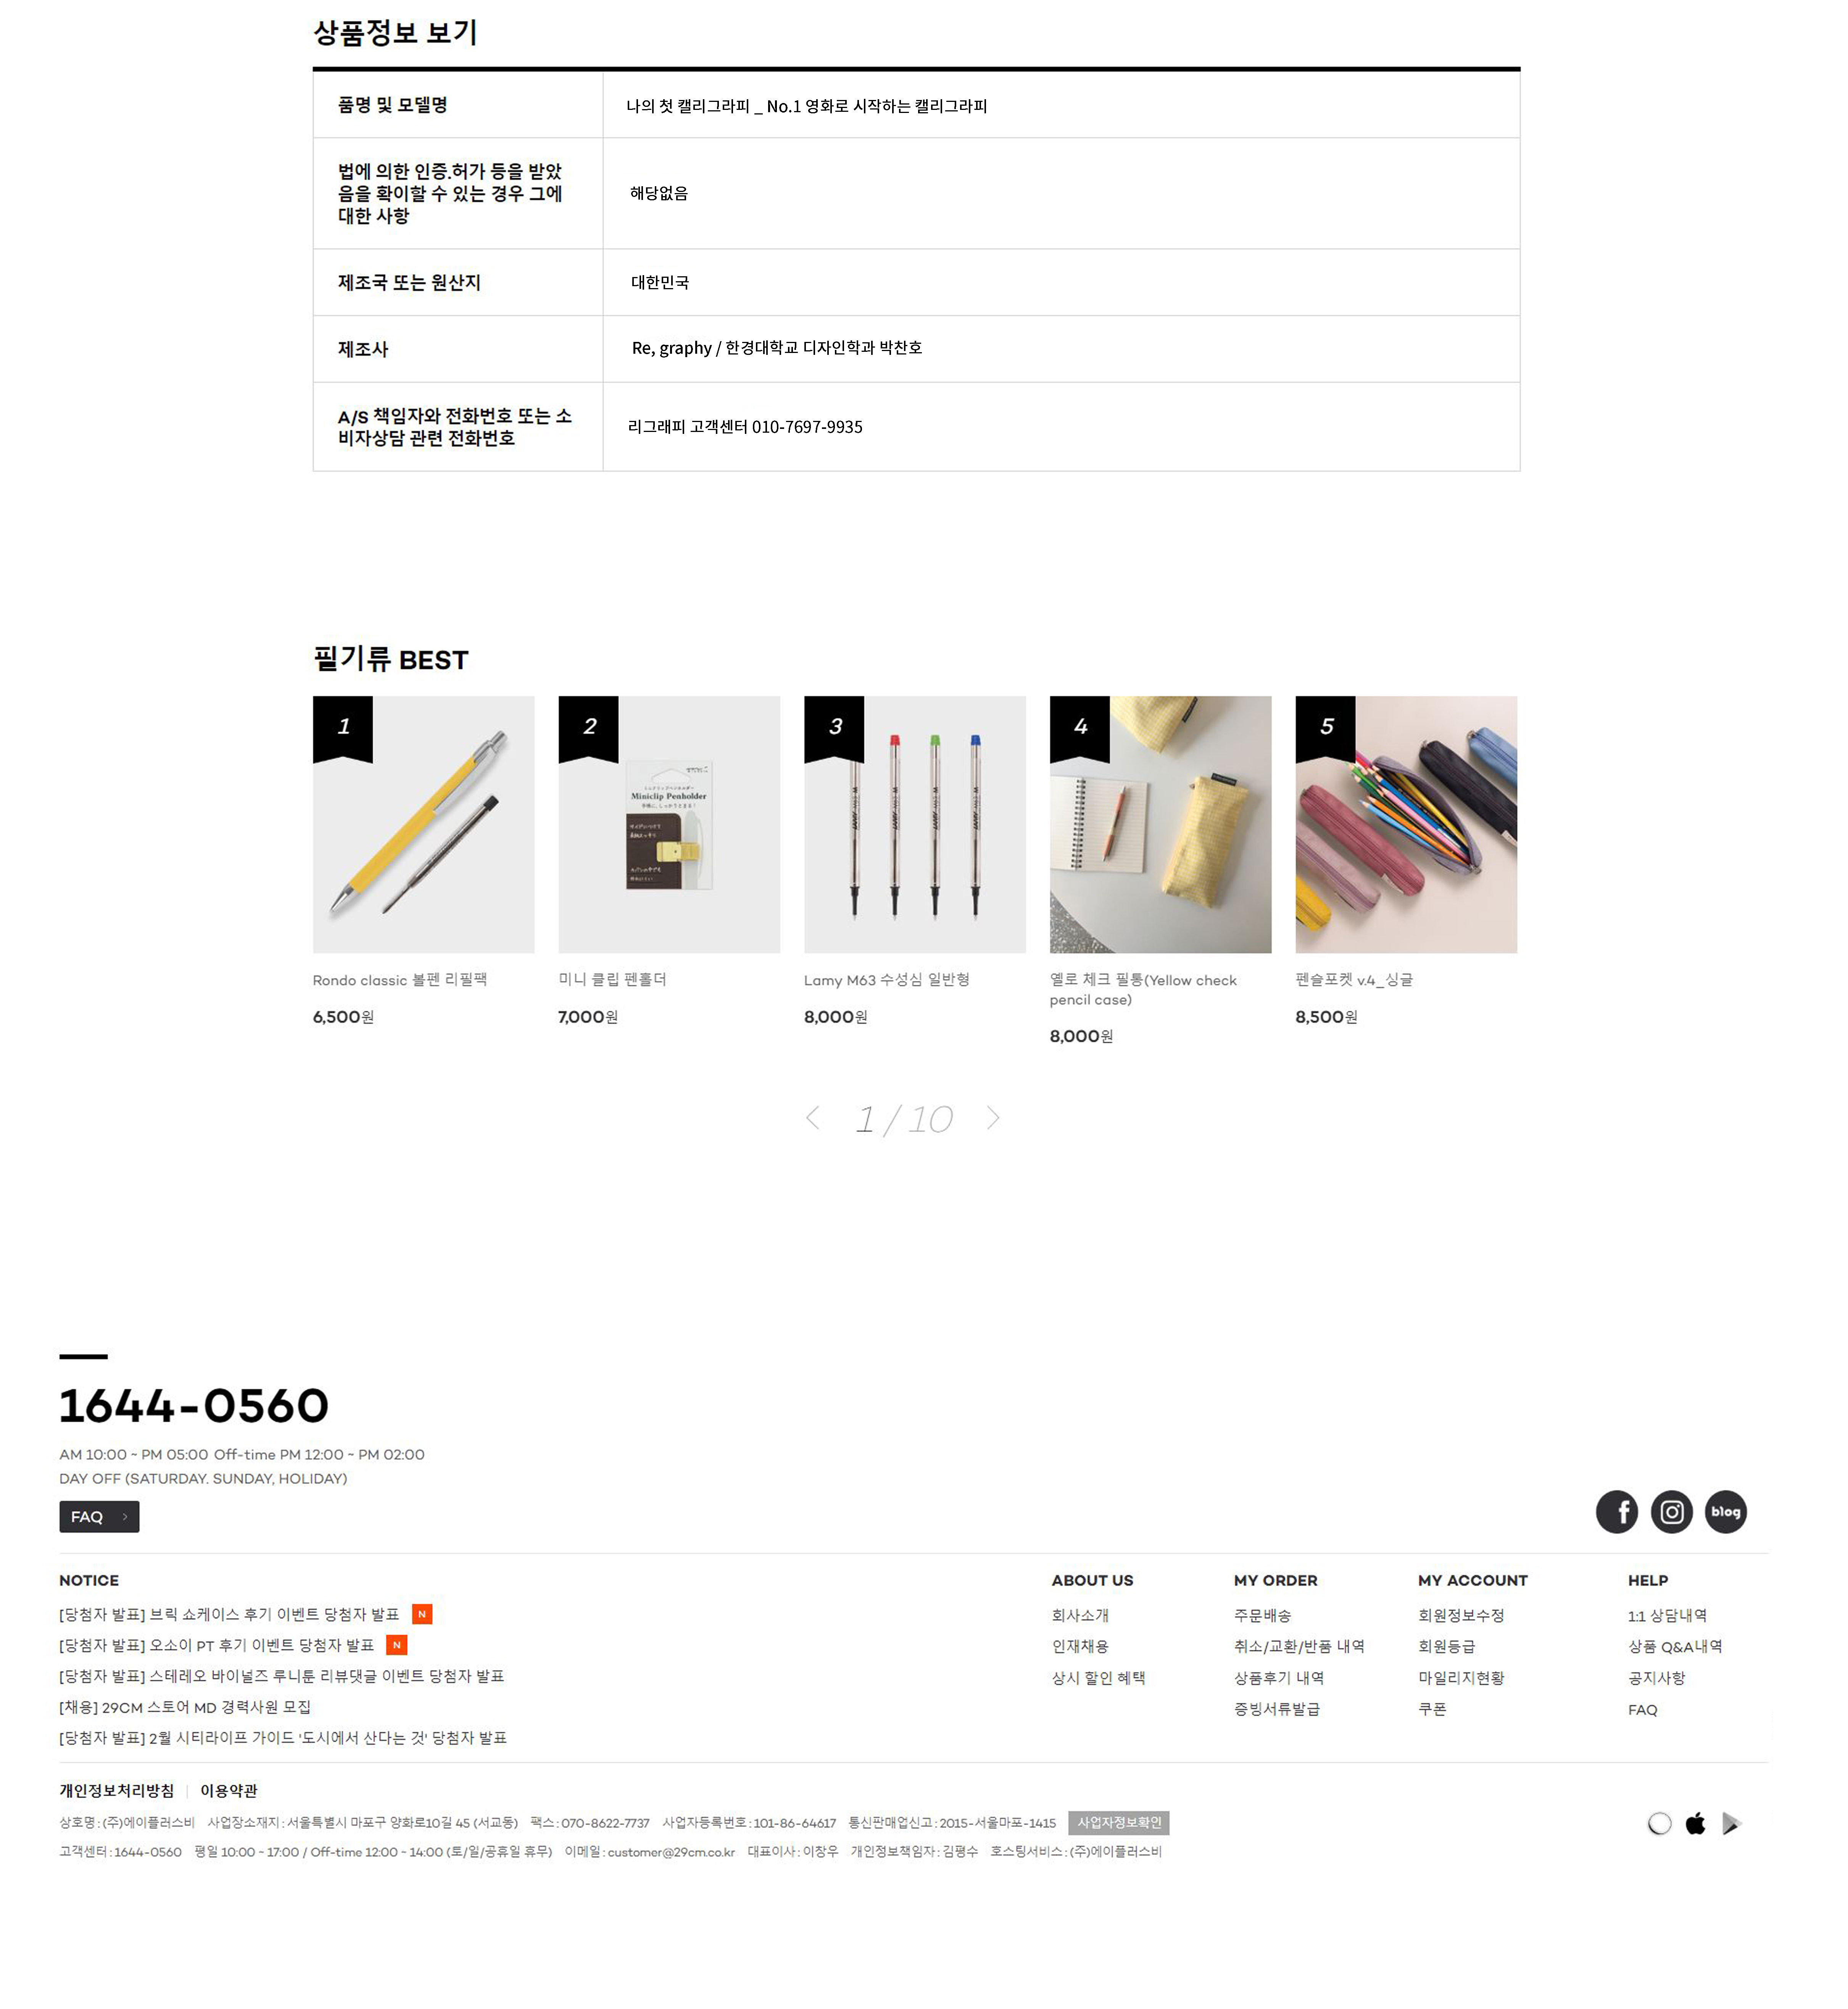 상품정보 보기
품명 및 모델명
나의 첫 캘리그라피 _ No.1 영화로 시작하는 캘리그라피
법에 의한 인증.허가 등을 받았
음을 확이할 수 있는 경우 그에
대한 사항
해당없음
제조국 또는 원산지
대한민국
제조사
Re, graphy / 한경대학교 디자인학과 박찬호
A/S 책임자와 전화번호 또는 소
비자상담 관련 전화번호
리그래피 고객센터 010-7697-9935
필기류 BEST
1
2
3
4
5
Miniclip Penholder
Rondo classic 볼펜 리필팩
6,500원
미니 클립 펜홀더
7,000원
Lamy M63 수성심 일반형
8,000원
옐로 체크 필통(Yellow check
pencil case)
8,000원
펜슬포켓 v.4_싱글
8,500원
1 / 10
1644-0560
AM 10:00 ~ PM 05:00 Off-time PM 12:00 ~ PM 02:00
DAY OFF (SATURDAY. SUNDAY, HOLIDAY)
FAQ
f
blog
NOTICE
[당첨자 발표] 브릭 쇼케이스 후기 이벤트 당첨자 발표 N
[당첨자 발표] 오소이 PT 후기 이벤트 당첨자 발표 N
[당첨자 발표] 스테레오 바이널즈 루니툰 리뷰댓글 이벤트 당첨자 발표
[채용] 29CM 스토어 MD 경력사원 모집
[당첨자 발표] 2월 시티라이프 가이드 '도시에서 산다는 것' 당첨자 발표
ABOUT US
회사소개
인재채용
상시 할인 혜택
MY ORDER
주문배송
취소/교환/반품 내역
상품후기 내역
증빙서류발급
MY ACCOUNT
회원정보수정
회원등급
마일리지현황
쿠폰
HELP
1:1 상담내역
상품 Q&A내역
공지사항
FAQ
개인정보처리방침 | 이용약관
상호명 : (주)에이플러스비 사업장소재지 : 서울특별시 마포구 양화로10길 45 (서교동) 팩스 : 070-8622-7737 사업자등록번호 : 101-86-64617 통신판매업신고 : 2015-서울마포-1415 사업자정보확인
고객센터 : 1644-0560 평일 10:00 ~ 17:00 / Off-time 12:00 ~ 14:00 (토/일/공휴일 휴무) 이메일 : customer@29cm.co.kr 대표이사 : 이창우 개인정보책임자 : 김평수 호스팅서비스 : (주)에이플러스비